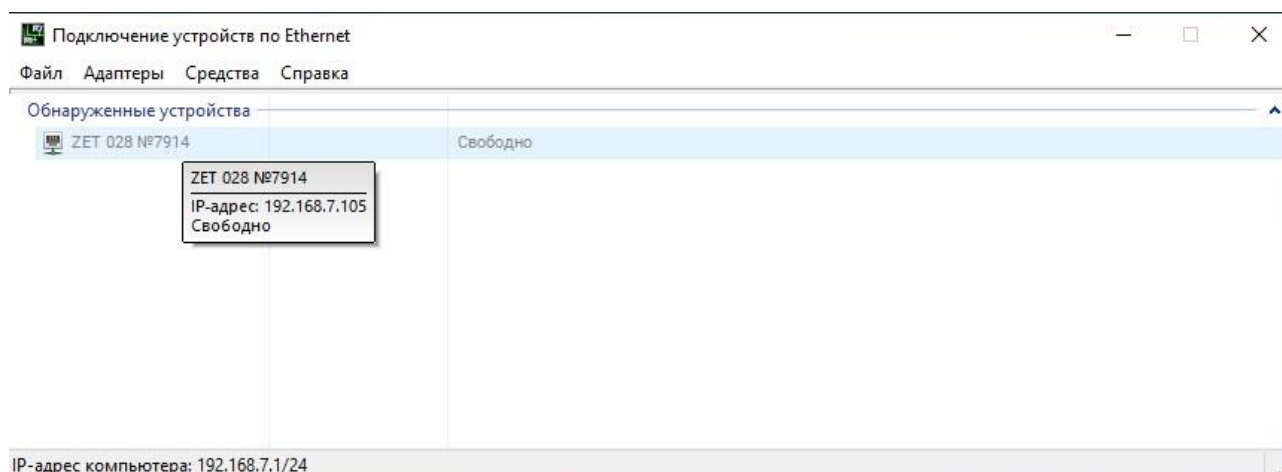 Подключение устройств по Ethernet
Файл Адаптеры Средства Справка
Обнаруженные устройства
ZET 028 №7914 Свободно
ZET 028 №7914
IP-адрес: 192.168.7.105
Свободно
IP-адрес компьютера: 192.168.7.1/24